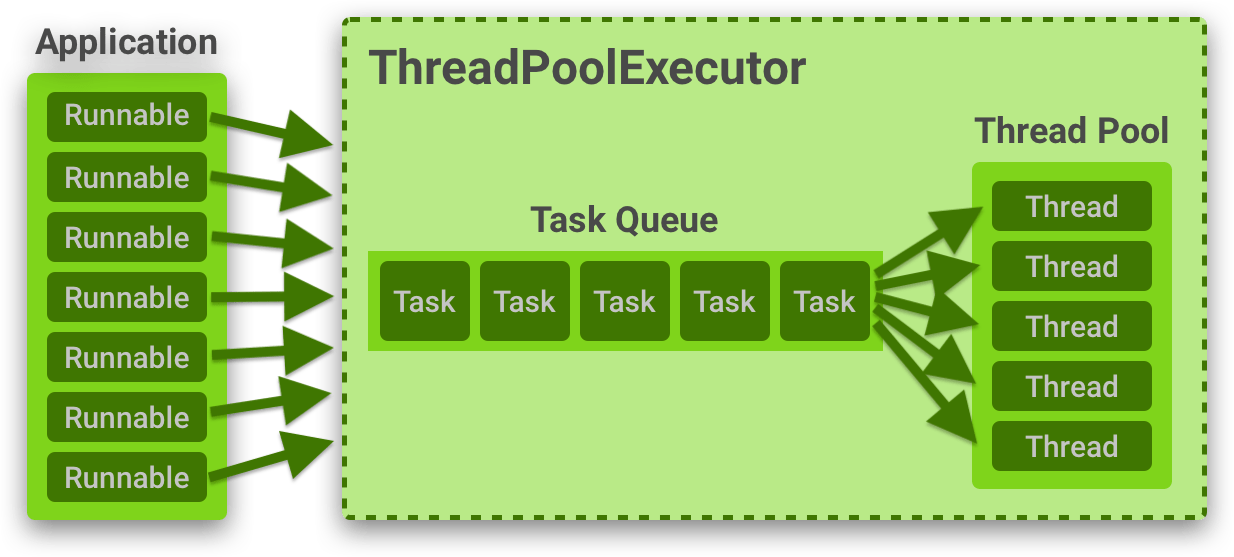 Application
Runnable
Runnable
Runnable
Runnable
Runnable
Runnable
Runnable
ThreadPoolExecutor
Task Queue
Task Task Task Task Task
Thread Pool
Thread
Thread
Thread
Thread
Thread